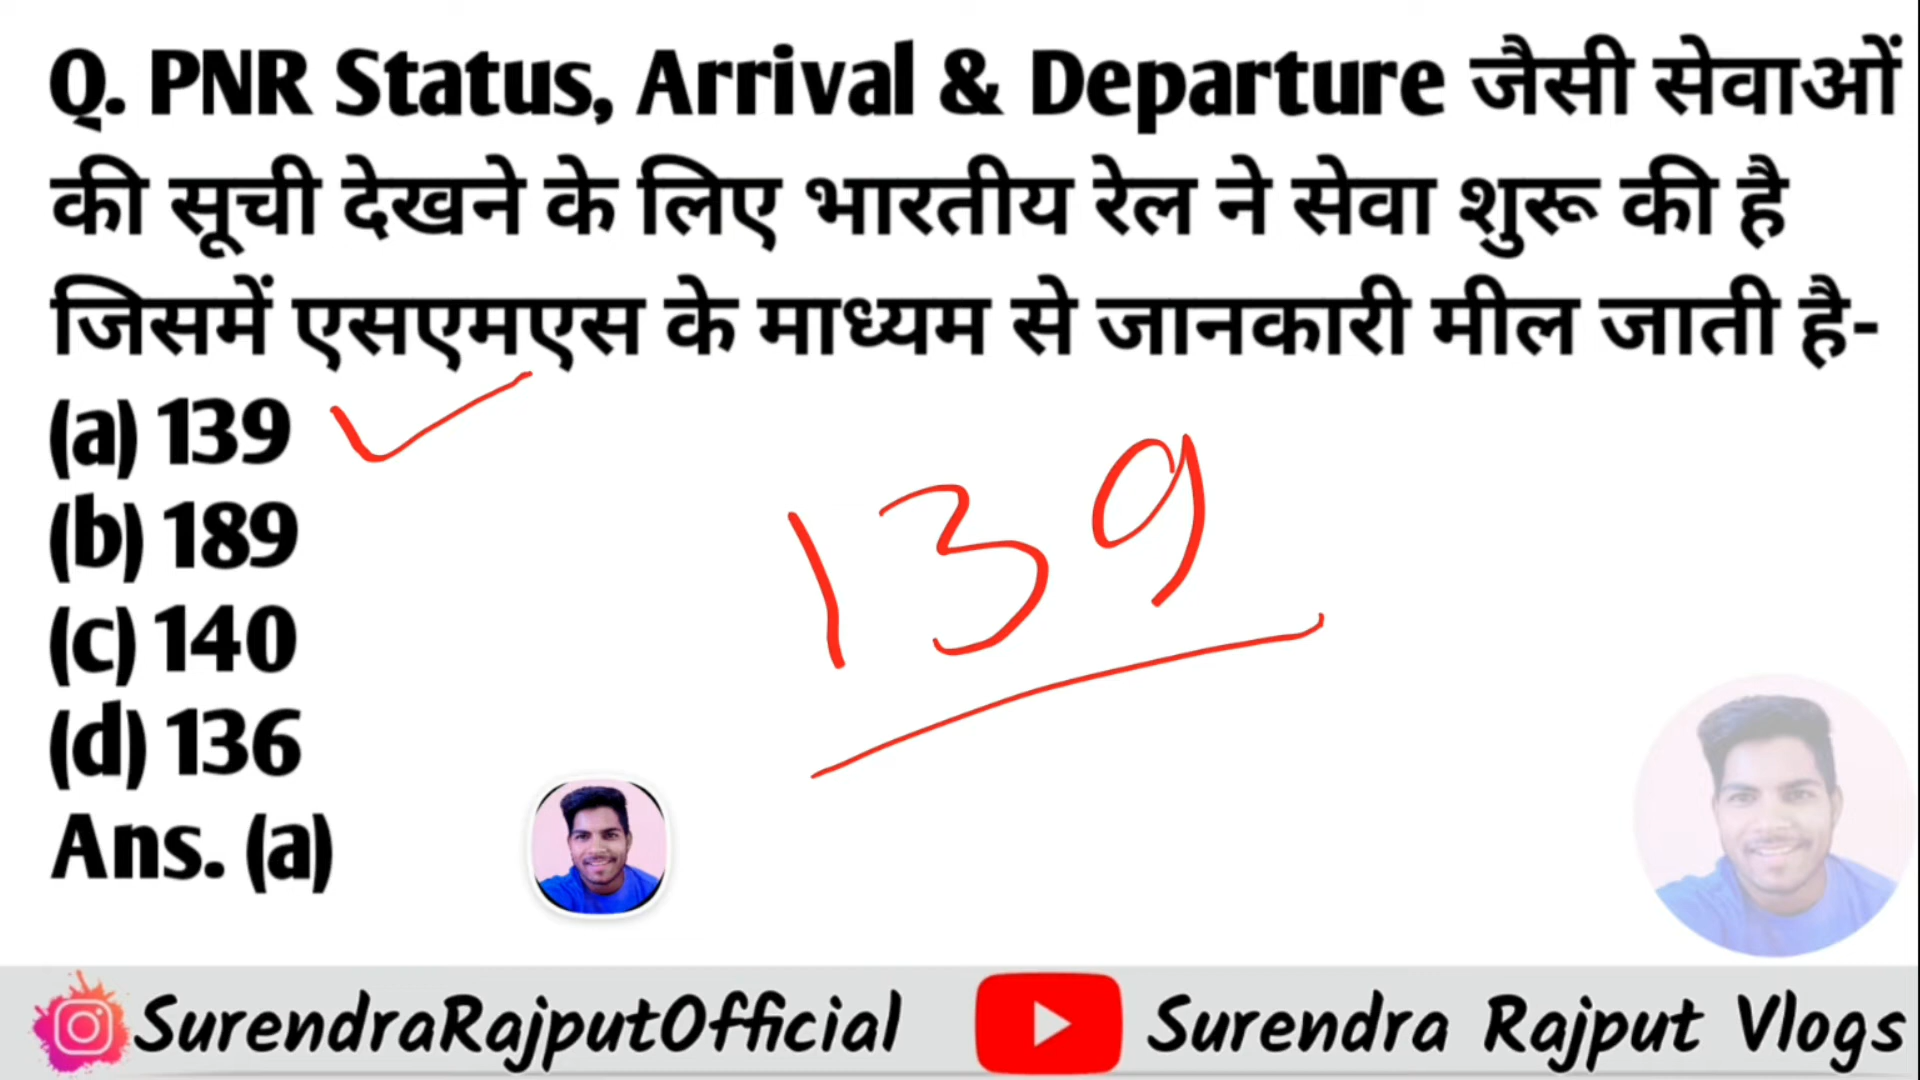 Q. PNR Status, Arrival & Departure जैसी सेवाओं
की सूची देखने के लिए भारतीय रेल ने सेवा शुरू की है
जिसमें एसएमएस के माध्यम से जानकारी मील जाती है-
(a) 139
(b) 189
(c) 140
(d) 136
Ans. (a)
139
SurendraRajputOfficial
Surendra Rajput Vlogs